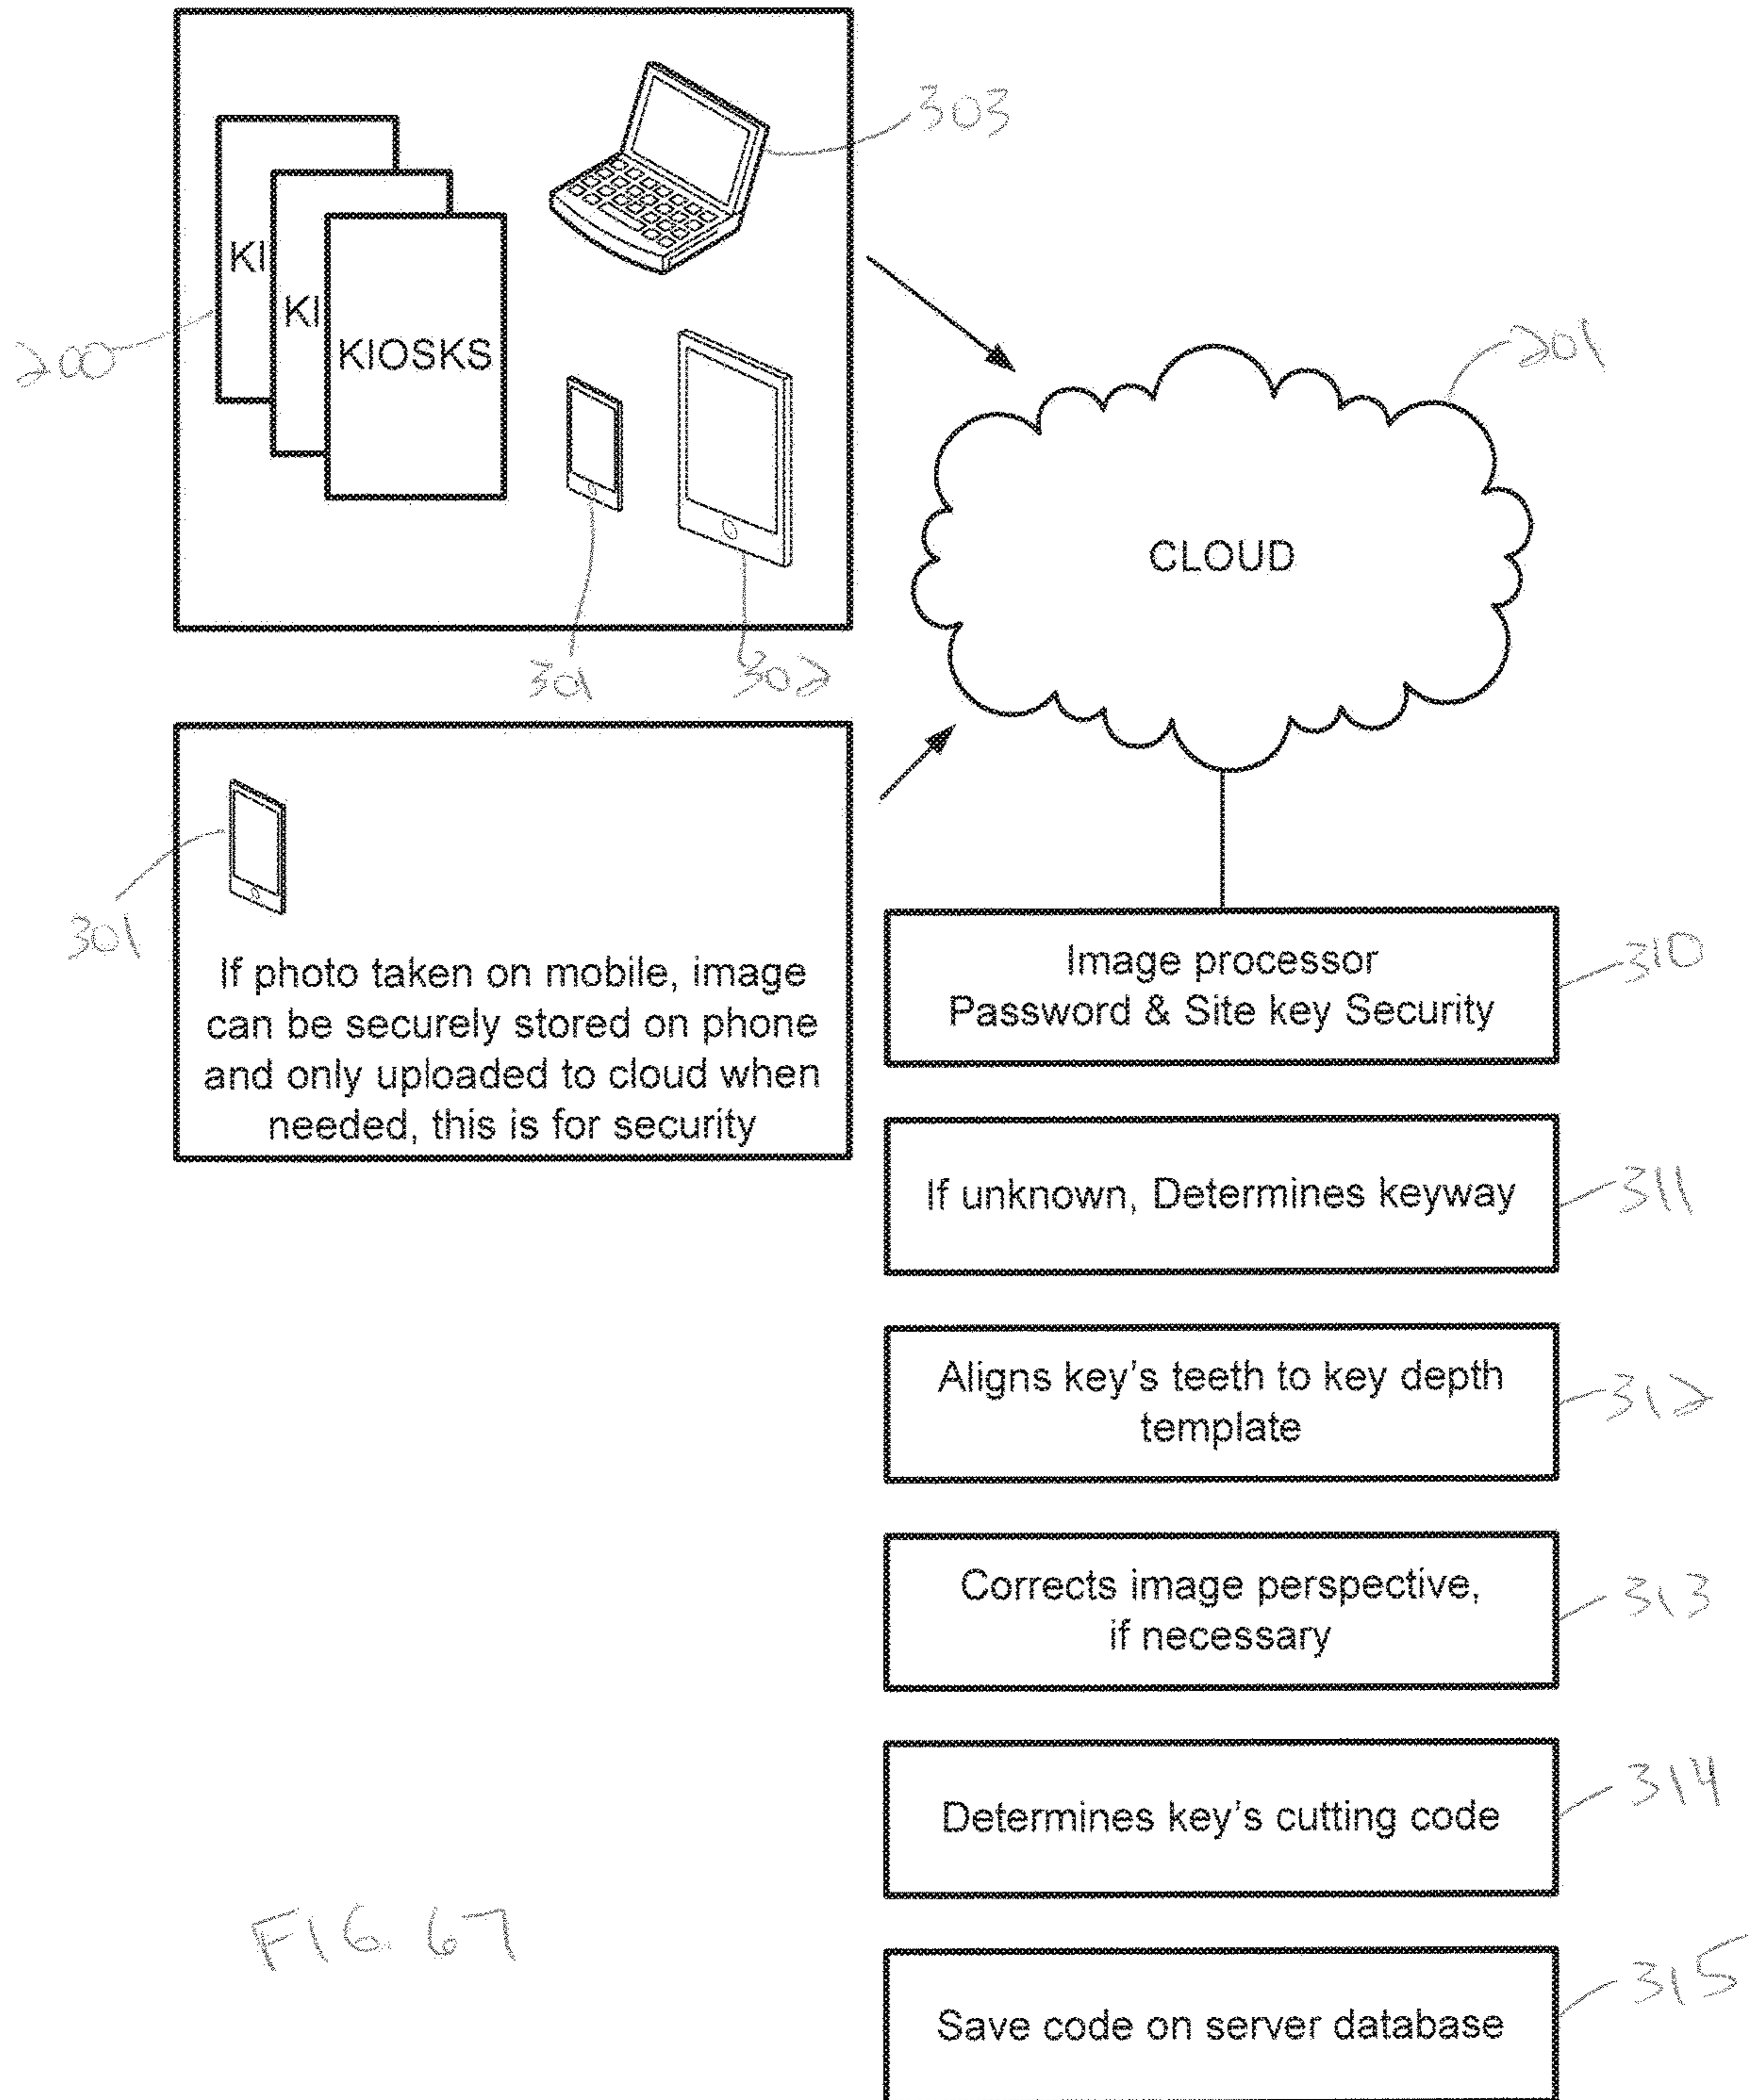 303
KI
KI
KIOSKS
200
301
302
201
CLOUD
301
If photo taken on mobile, image
can be securely stored on phone
and only uploaded to cloud when
needed, this is for security
Image processor
Password & Site key Security
310
If unknown, Determines keyway
311
Aligns key's teeth to key depth
template
312
Corrects image perspective,
if necessary
313
Determines key's cutting code
314
Save code on server database
315
FIG. 67